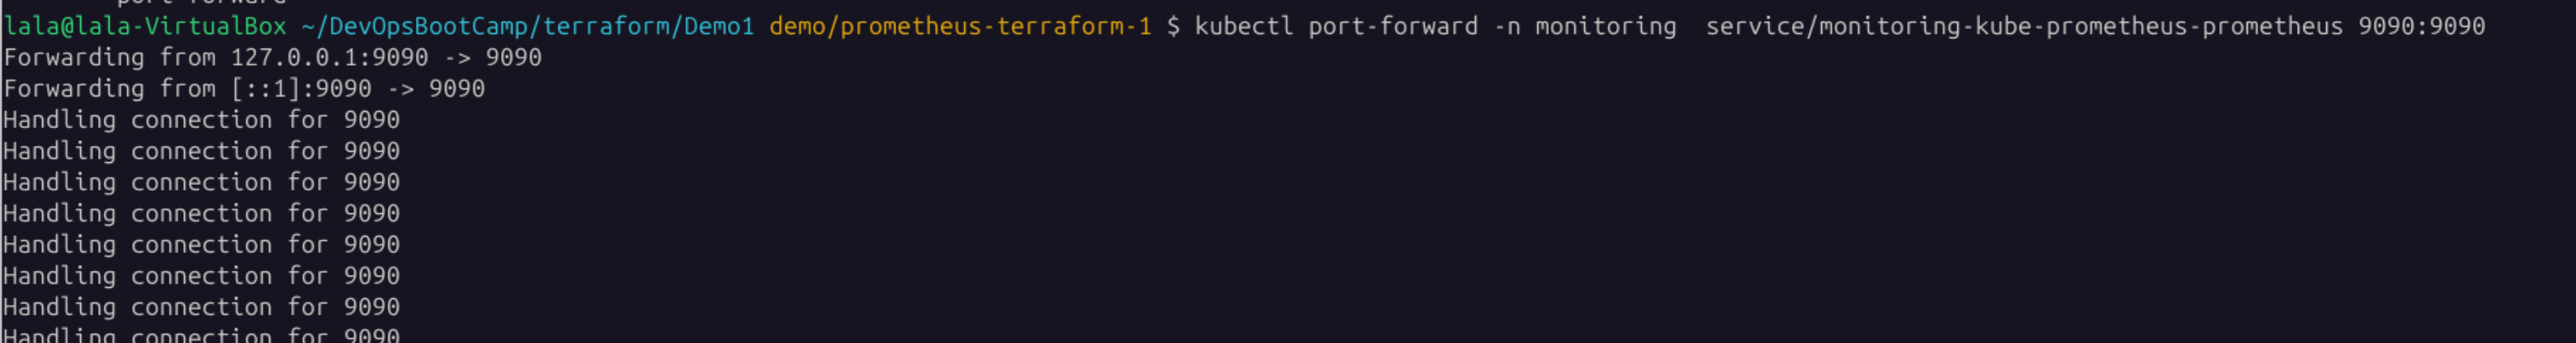 port-forward
lala@lala-VirtualBox ~/DevOpsBootCamp/terraform/Demo1 demo/prometheus-terraform-1 $ kubectl port-forward -n monitoring  service/monitoring-kube-prometheus-prometheus 9090:9090
Forwarding from 127.0.0.1:9090 -> 9090
Forwarding from [::1]:9090 -> 9090
Handling connection for 9090
Handling connection for 9090
Handling connection for 9090
Handling connection for 9090
Handling connection for 9090
Handling connection for 9090
Handling connection for 9090
Handling connection for 9090